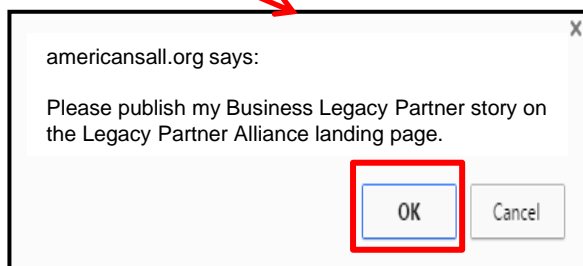 X
americansall.org says:
Please publish my Business Legacy Partner story on
the Legacy Partner Alliance landing page.
OK
Cancel